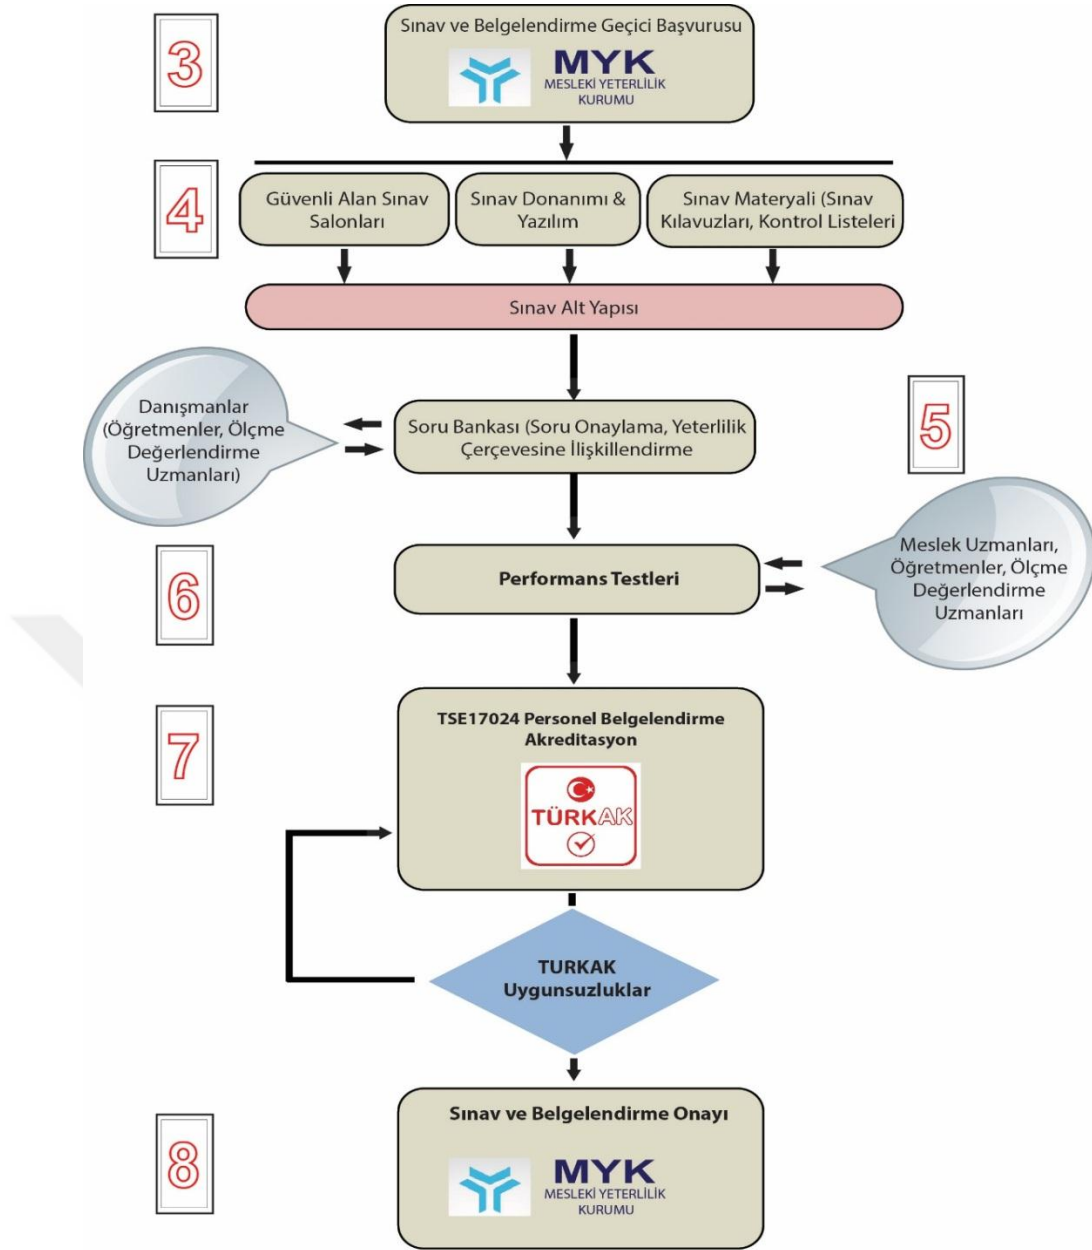 3
Sınav ve Belgelendirme Geçici Başvurusu
MYK
MESLEKİ YETERLİLİK
KURUMU
4
Güvenli Alan Sınav
Salonları
Sınav Donanımı &
Yazılım
Sınav Materyali (Sınav
Kılavuzları, Kontrol Listeleri
Sınav Alt Yapısı
Danışmanlar
(Öğretmenler, Ölçme
Değerlendirme
Uzmanları)
Soru Bankası (Soru Onaylama, Yeterlilik
Çerçevesine İlişkillendirme
5
6
Performans Testleri
Meslek Uzmanları,
Öğretmenler, Ölçme
Değerlendirme
Uzmanları
7
TSE17024 Personel Belgelendirme
Akreditasyon
TÜRKAK
TURKAK
Uygunsuzluklar
8
Sınav ve Belgelendirme Onayı
MYK
MESLEKİ YETERLİLİK
KURUMU